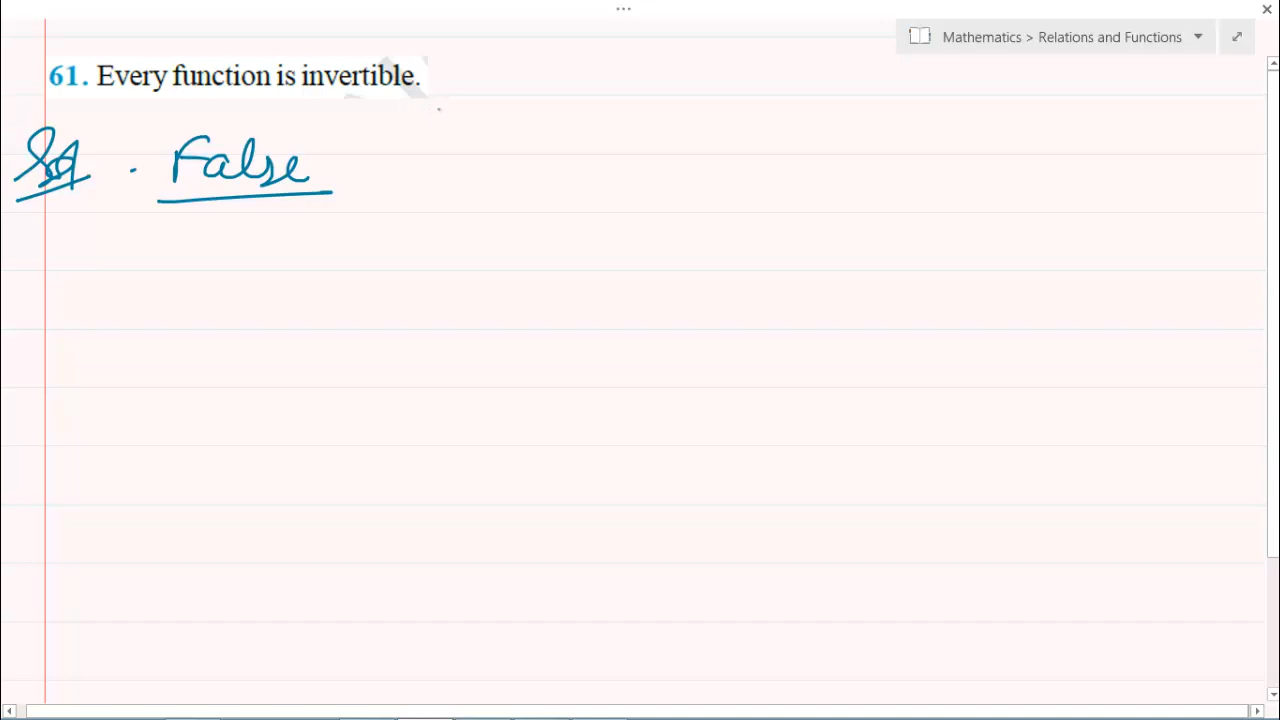 Mathematics > Relations and Functions
61. Every function is invertible.
Sol . False